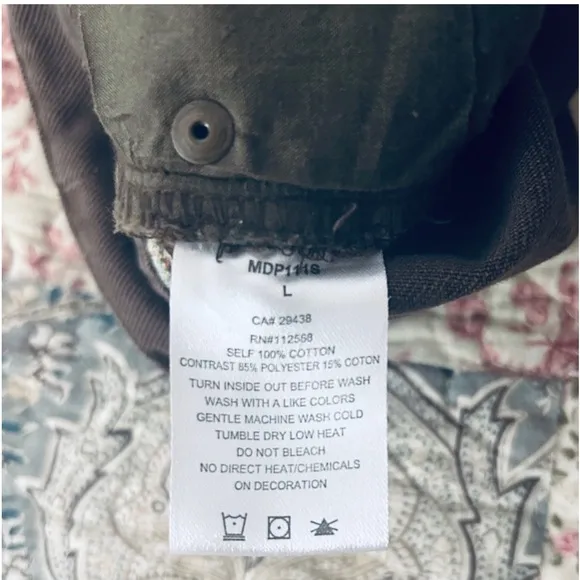 MDP111S
L
CA# 29438
RN#112568
SELF 100% COTTON
CONTRAST 85% POLYESTER 15% COTON
TURN INSIDE OUT BEFORE WASH
WASH WITH A LIKE COLORS
GENTLE MACHINE WASH COLD
TUMBLE DRY LOW HEAT
DO NOT BLEACH
NO DIRECT HEAT/CHEMICALS
ON DECORATION